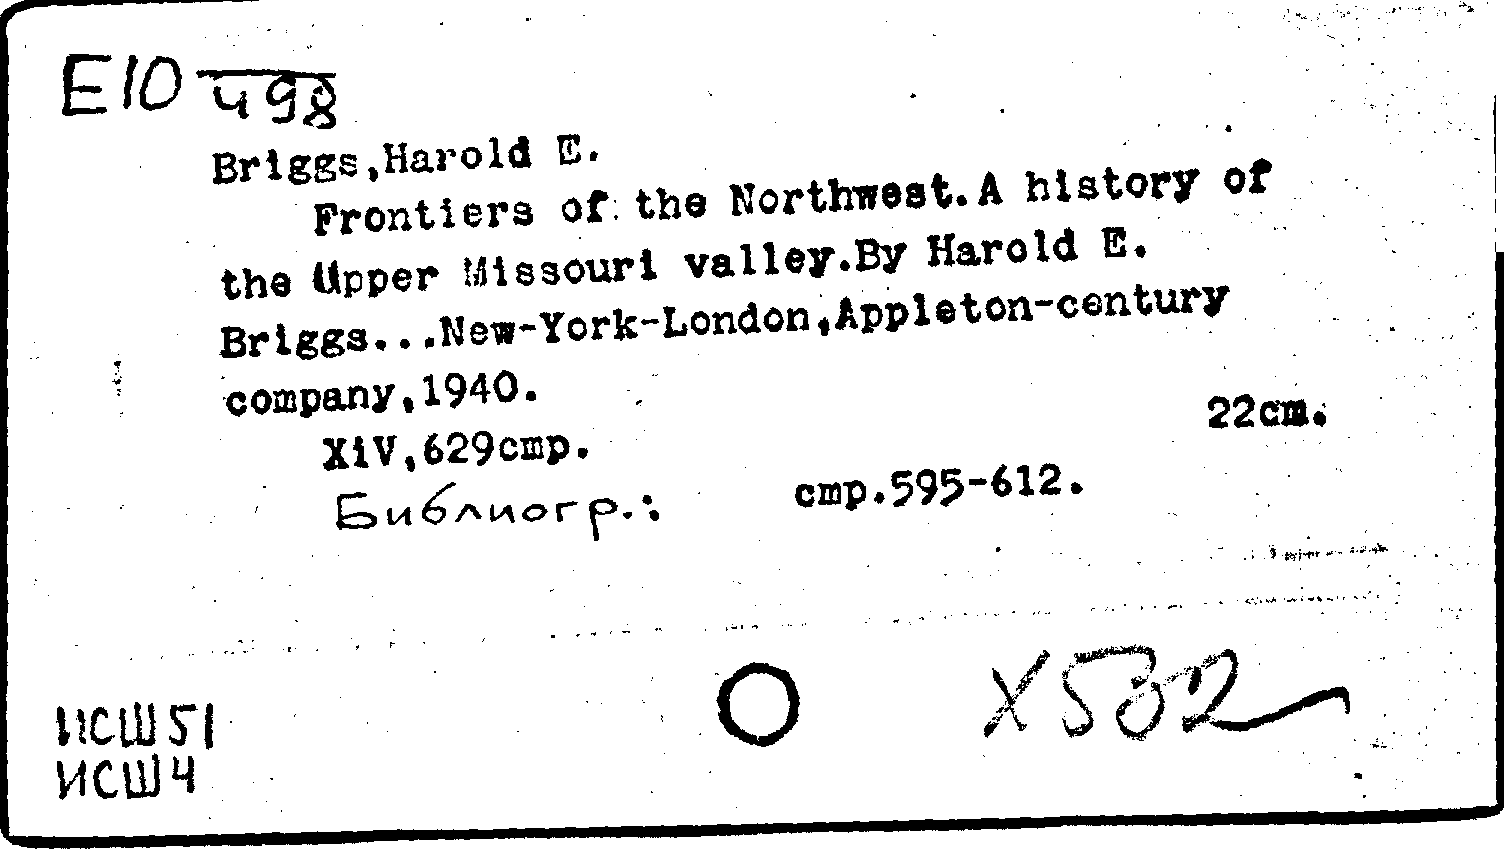 E10 498
Briggs,Harold E.
Frontiers of the Northwest.A history of
the Upper Missouri valley.By Harold E.
Briggs...New-York-London,Appleton-century
company,1940.
XiV,629cmp. 22cm.
Библиогр.: cmp.595-612.
X532
ИСШ51
ИСШ4